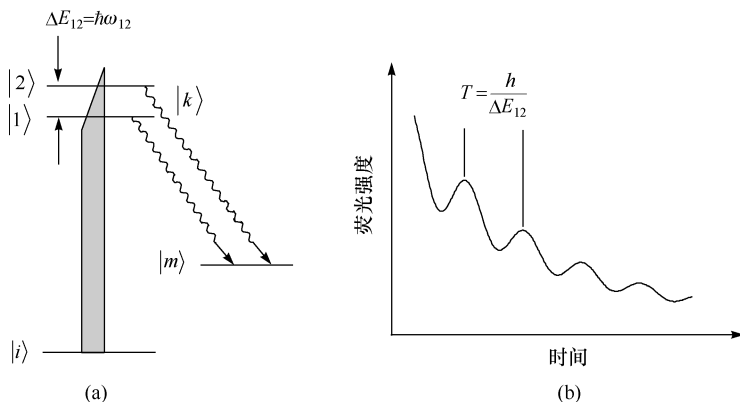 ΔE₁₂=ħω₁₂
|2⟩
|k⟩
|1⟩
|m⟩
|i⟩
(a)
T=h/ΔE₁₂
荧光强度
时间
(b)